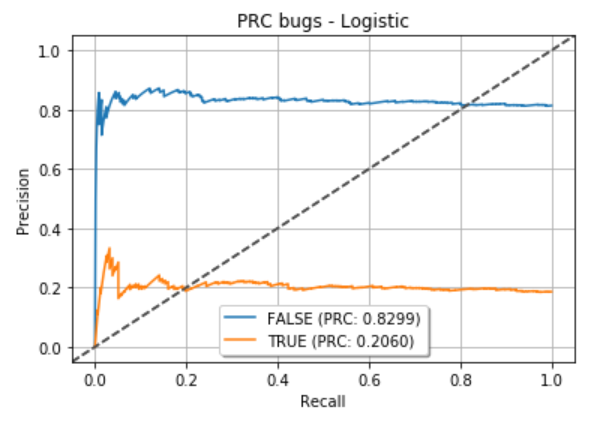 PRC bugs - Logistic
1.0
0.8
0.6
0.4
0.2
0.0
Precision
FALSE (PRC: 0.8299)
TRUE (PRC: 0.2060)
0.0 0.2 0.4 0.6 0.8 1.0
Recall